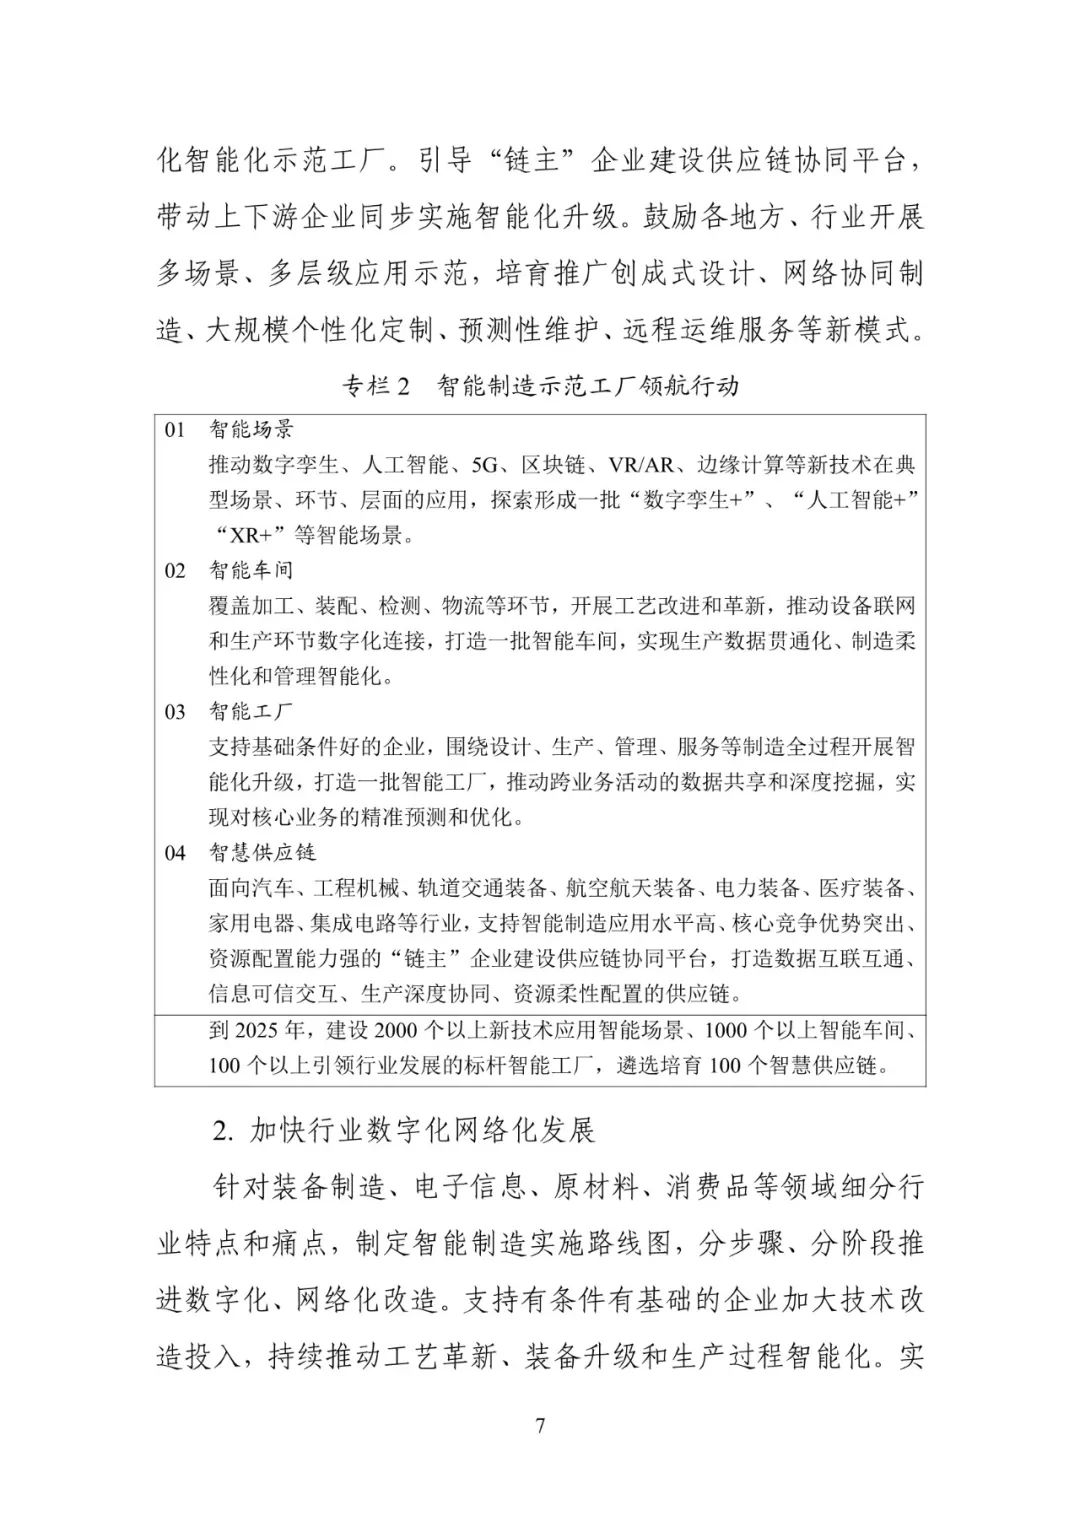 化智能化示范工厂。引导“链主”企业建设供应链协同平台，
带动上下游企业同步实施智能化升级。鼓励各地方、行业开展
多场景、多层级应用示范，培育推广创成式设计、网络协同制
造、大规模个性化定制、预测性维护、远程运维服务等新模式。
专栏 2 智能制造示范工厂领航行动
01 智能场景
推动数字孪生、人工智能、5G、区块链、VR/AR、边缘计算等新技术在典
型场景、环节、层面的应用，探索形成一批“数字孪生+”、“人工智能+”
“XR+”等智能场景。
02 智能车间
覆盖加工、装配、检测、物流等环节，开展工艺改进和革新，推动设备联网
和生产环节数字化连接，打造一批智能车间，实现生产数据贯通化、制造柔
性化和管理智能化。
03 智能工厂
支持基础条件好的企业，围绕设计、生产、管理、服务等制造全过程开展智
能化升级，打造一批智能工厂，推动跨业务活动的数据共享和深度挖掘，实
现对核心业务的精准预测和优化。
04 智慧供应链
面向汽车、工程机械、轨道交通装备、航空航天装备、电力装备、医疗装备、
家用电器、集成电路等行业，支持智能制造应用水平高、核心竞争优势突出、
资源配置能力强的“链主”企业建设供应链协同平台，打造数据互联互通、
信息可信交互、生产深度协同、资源柔性配置的供应链。
到 2025 年，建设 2000 个以上新技术应用智能场景、1000 个以上智能车间、
100 个以上引领行业发展的标杆智能工厂，遴选培育 100 个智慧供应链。
2. 加快行业数字化网络化发展
针对装备制造、电子信息、原材料、消费品等领域细分行
业特点和痛点，制定智能制造实施路线图，分步骤、分阶段推
进数字化、网络化改造。支持有条件有基础的企业加大技术改
造投入，持续推动工艺革新、装备升级和生产过程智能化。实
7